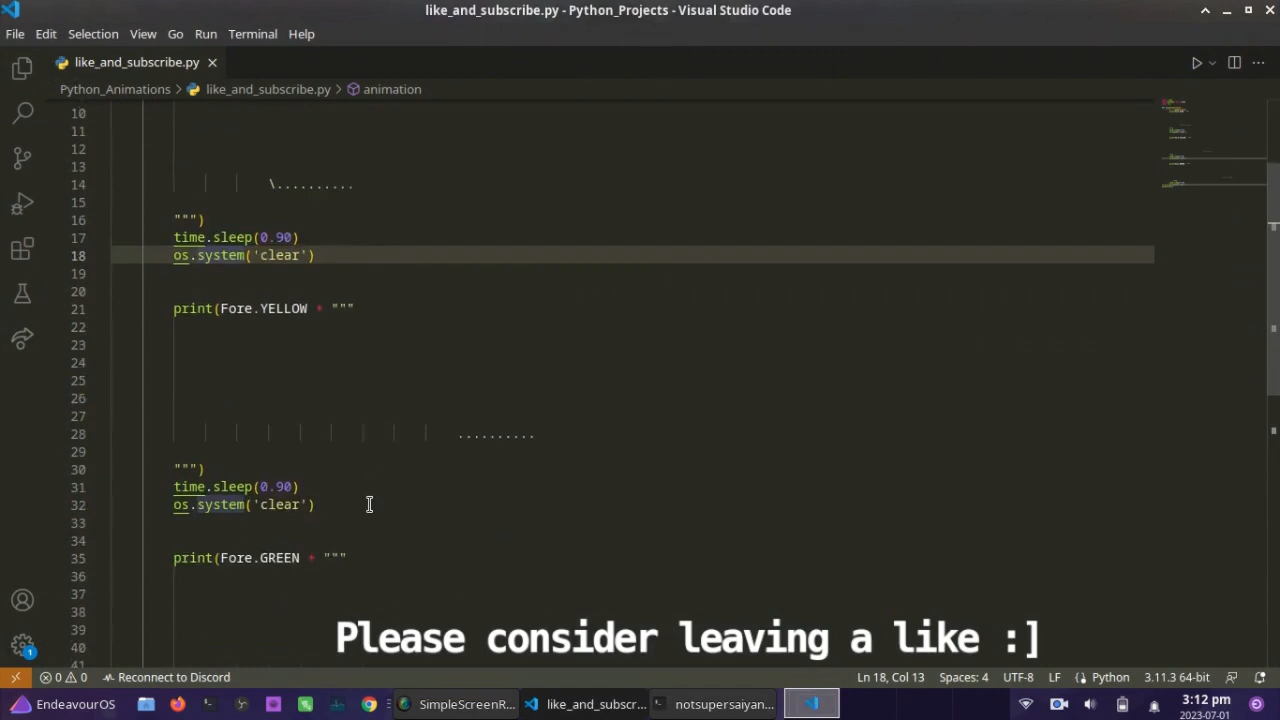 like_and_subscribe.py - Python_Projects - Visual Studio Code
File Edit Selection View Go Run Terminal Help
like_and_subscribe.py
Python_Animations > like_and_subscribe.py > animation
10
11
12
13
14 \..........
15
16 """)
17 time.sleep(0.90)
18 os.system('clear')
19
20
21 print(Fore.YELLOW + """
22
23
24
25
26
27
28 ..........
29
30 """)
31 time.sleep(0.90)
32 os.system('clear')
33
34
35 print(Fore.GREEN + """
36
37
38
39
40
41
Please consider leaving a like :]
0 0 Reconnect to Discord Ln 18, Col 13 Spaces: 4 UTF-8 LF Python 3.11.3 64-bit
EndeavourOS SimpleScreenR... like_and_subscr... notsupersaiyan... 3:12 pm
2023-07-01